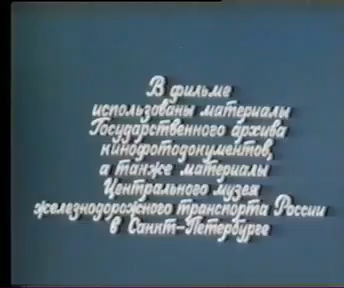 В фильме
использованы материалы
Государственного архива
кинофотодокументов,
а также материалы
Центрального музея
железнодорожного транспорта России
в Санкт-Петербурге